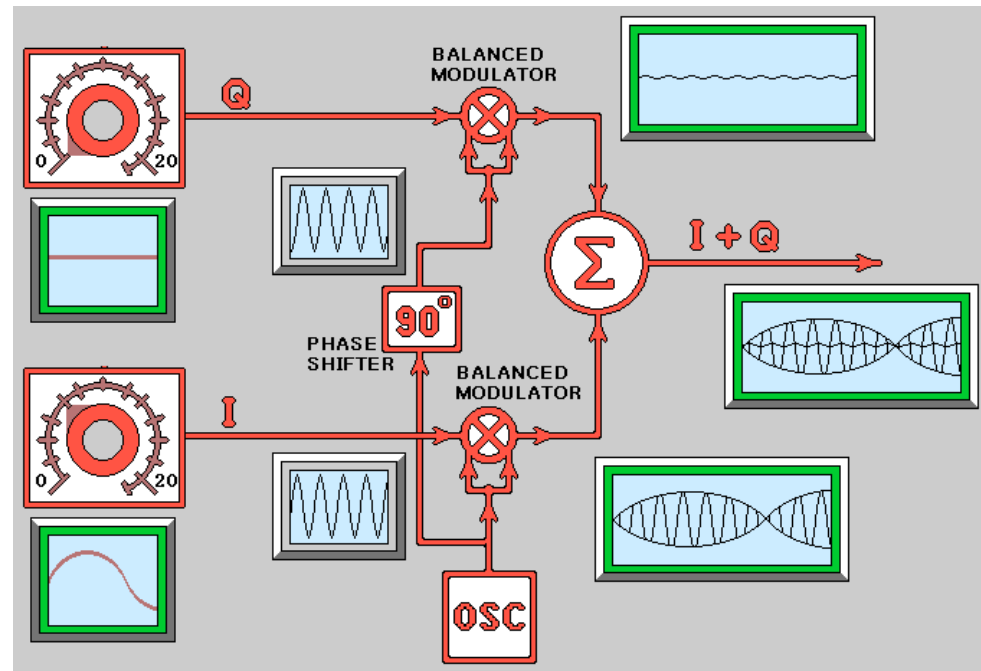 BALANCED
MODULATOR
Q
0
20
I + Q
Σ
90°
PHASE
SHIFTER
BALANCED
MODULATOR
I
0
20
OSC